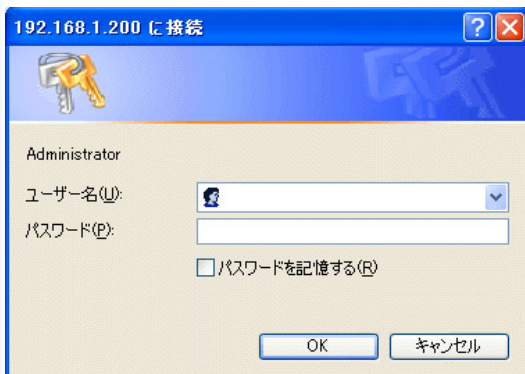 192.168.1.200 に接続
Administrator
ユーザー名(U):
パスワード(P):
パスワードを記憶する(R)
OK
キャンセル